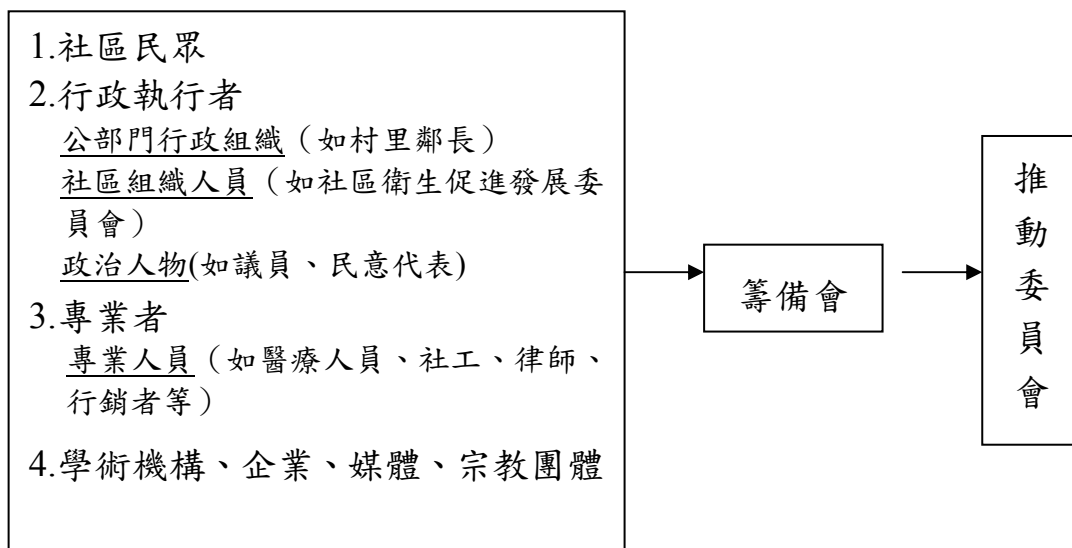 1.社區民眾
2.行政執行者
公部門行政組織（如村里鄰長）
社區組織人員（如社區衛生促進發展委
員會）
政治人物(如議員、民意代表)
3.專業者
專業人員（如醫療人員、社工、律師、
行銷者等）
4.學術機構、企業、媒體、宗教團體
籌備會
推動委員會